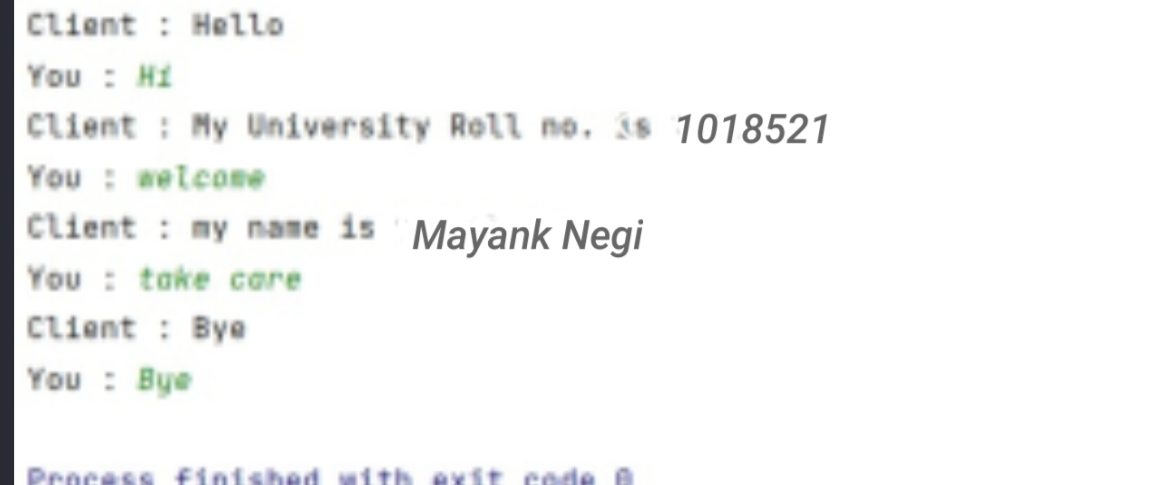 Client : Hello
You : Hi
Client : My University Roll no. is 1018521
You : welcome
Client : my name is Mayank Negi
You : take care
Client : Bye
You : Bye
Process finished with exit code 0